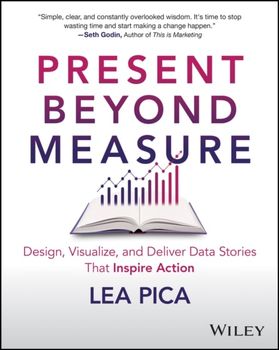 "Simple, clear, and constantly overlooked wisdom. It's time to stop
wasting time and start making a change happen."
—Seth Godin, Author of This is Marketing
PRESENT
BEYOND
MEASURE
Design, Visualize, and Deliver Data Stories
That Inspire Action
LEA PICA
WILEY